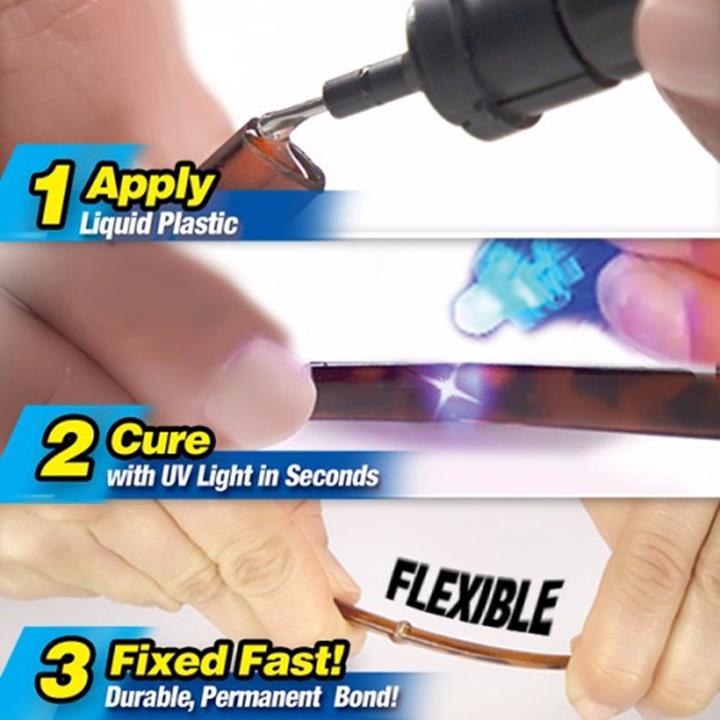 1 Apply
Liquid Plastic
2 Cure
with UV Light in Seconds
FLEXIBLE
3 Fixed Fast!
Durable, Permanent Bond!